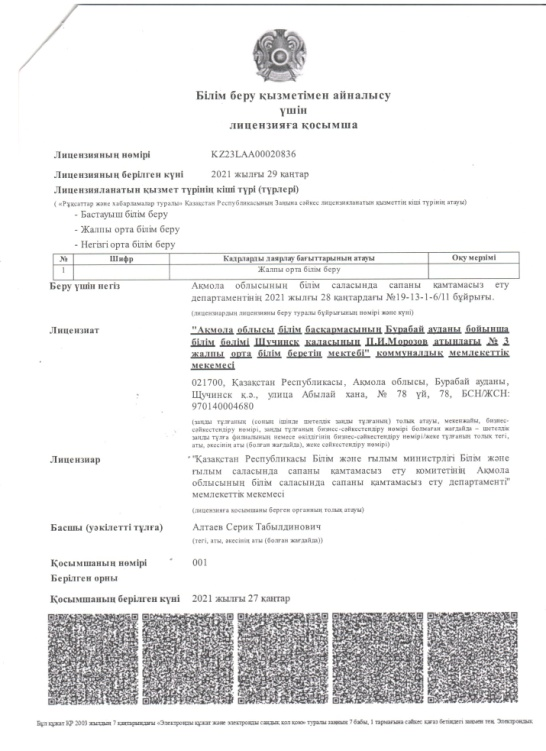 Білім беру қызметімен айналысу
үшін
лицензияға қосымша
Лицензияның нөмірі KZ23LAA00020836
Лицензияның берілген күні 2021 жылғы 29 қаңтар
Лицензияланатын қызмет түрінің кіші түрі (түрлері)
( «Рұқсаттар және хабарламалар туралы» Қазақстан Республикасының Заңына сәйкес лицензияланатын қызметтің кіші түрінің атауы)
- Бастауыш білім беру
- Жалпы орта білім беру
- Негізгі орта білім беру
№ Шифр Кадрларды даярлау бағыттарының атауы Оқу мерзімі
1 Жалпы орта білім беру
Беру үшін негіз Ақмола облысының білім саласында сапаны қамтамасыз ету
департаментінің 2021 жылғы 28 қаңтардағы №19-13-1-6/11 бұйрығы.
(лицензиардың лицензияны беру туралы бұйрығының нөмірі және күні)
Лицензиат "Ақмола облысы білім басқармасының Бурабай ауданы бойынша
білім бөлімі Щучинск қаласының П.И.Морозов атындағы № 3
жалпы орта білім беретін мектебі" коммуналдық мемлекеттік
мекемесі
021700, Қазақстан Республикасы, Ақмола облысы, Бурабай ауданы,
Щучинск қ.ә., улица Абылай хана, № 78 үй, 78, БСН/ЖСН:
970140004680
(заңды тұлғаның (соның ішінде шетелдік заңды тұлғаның) толық атауы, мекенжайы, бизнес-
сәйкестендіру нөмірі, заңды тұлғаның бизнес-сәйкестендіру нөмірі болмаған жағдайда – шетелдік
заңды тұлға филиалының немесе өкілдігінің бизнес-сәйкестендіру нөмірі/жеке тұлғаның толық тегі,
аты, әкесінің аты (болған жағдайда), жеке сәйкестендіру нөмірі)
Лицензиар "Қазақстан Республикасы Білім және ғылым министрлігі Білім және
ғылым саласында сапаны қамтамасыз ету комитетінің Ақмола
облысының білім саласында сапаны қамтамасыз ету департаменті"
мемлекеттік мекемесі
(лицензияға қосымшаны берген органның толық атауы)
Басшы (уәкілетті тұлға) Алтаев Серик Табылдинович
(тегі, аты, әкесінің аты (болған жағдайда))
Қосымшаның нөмірі 001
Берілген орны
Қосымшаның берілген күні 2021 жылғы 27 қаңтар
Бұл құжат ҚР 2003 жылдың 7 қаңтарындағы «Электронды құжат және электронды сандық қол қою» туралы заңның 7 бабы, 1 тармағына сәйкес қағаз бетіндегі заңмен тең. Электрондық